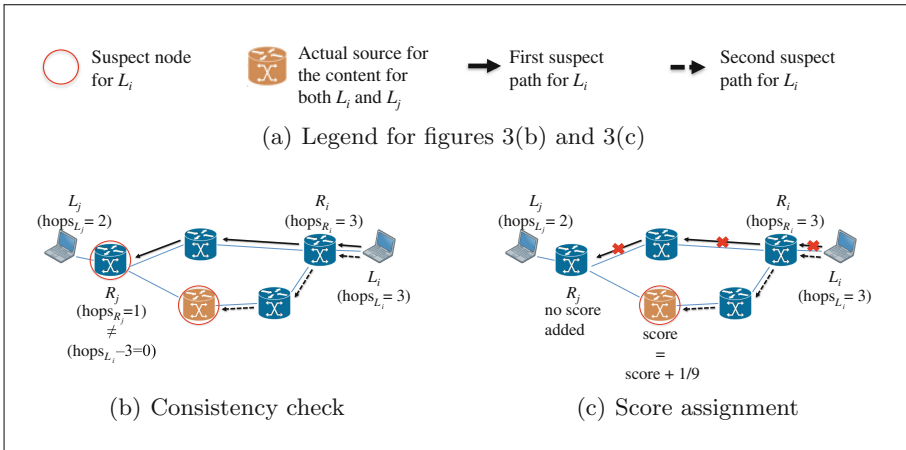 Suspect node
for L_i
Actual source for
the content for
both L_i and L_j
First suspect
path for L_i
Second suspect
path for L_i
(a) Legend for figures 3(b) and 3(c)
L_j
(hops_{L_j}= 2)
R_i
(hops_{R_i} = 3)
L_i
(hops_{L_i}= 3)
R_j
(hops_{R_j}=1)
≠
(hops_{L_i}–3=0)
(b) Consistency check
L_j
(hops_{L_j}= 2)
R_i
(hops_{R_i}= 3)
L_i
(hops_{L_i}= 3)
R_j
no score
added
score
=
score + 1/9
(c) Score assignment